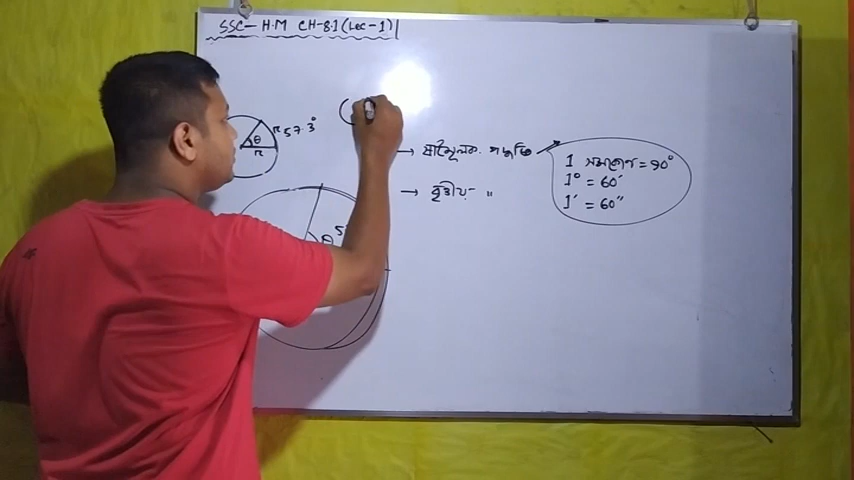 SSC - H.M CH-8.1 (Lec-1)
θ
R 57.3°
R
→ ষাটমূলক পদ্ধতি
→ বৃত্তীয় - "
θ 5
1 সমকোণ = 90°
1° = 60'
1' = 60"